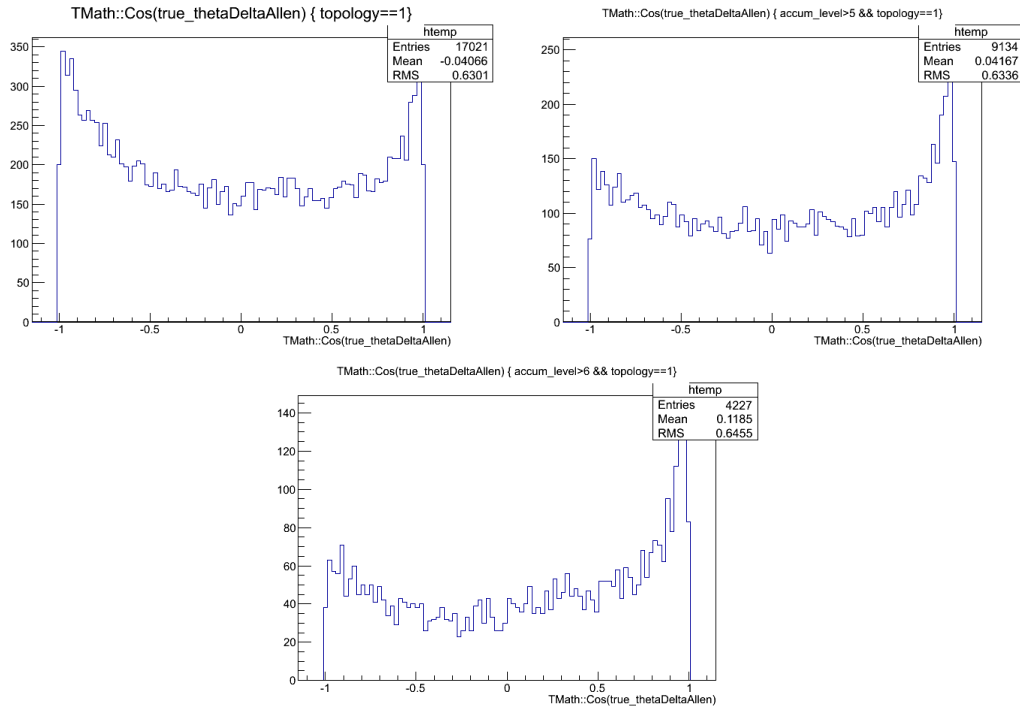 TMath::Cos(true_thetaDeltaAllen) { topology==1}
htemp
Entries 17021
Mean -0.04066
RMS 0.6301
350
300
250
200
150
100
50
0
-1 -0.5 0 0.5 1
TMath::Cos(true_thetaDeltaAllen)
TMath::Cos(true_thetaDeltaAllen) { accum_level>5 && topology==1}
htemp
Entries 9134
Mean 0.04167
RMS 0.6336
250
200
150
100
50
0
-1 -0.5 0 0.5 1
TMath::Cos(true_thetaDeltaAllen)
TMath::Cos(true_thetaDeltaAllen) { accum_level>6 && topology==1}
htemp
Entries 4227
Mean 0.1185
RMS 0.6455
140
120
100
80
60
40
20
0
-1 -0.5 0 0.5 1
TMath::Cos(true_thetaDeltaAllen)